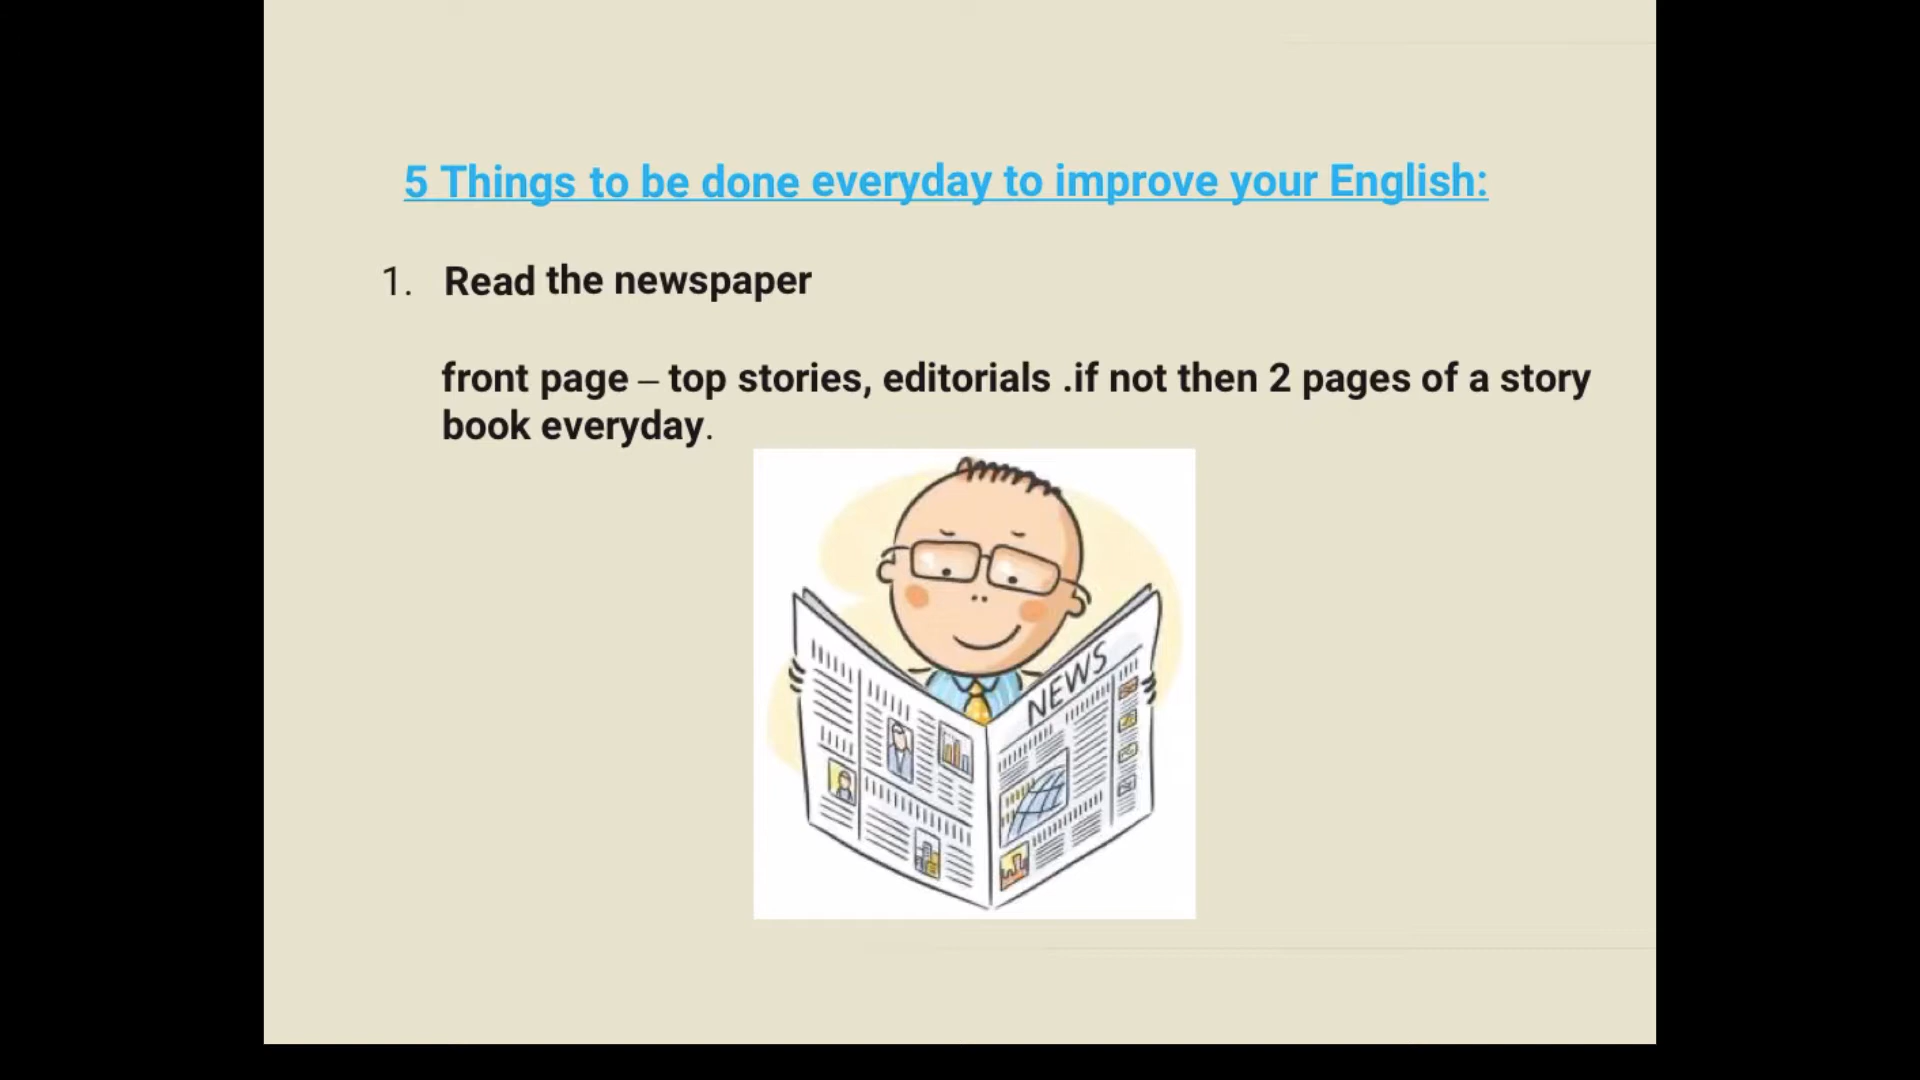 5 Things to be done everyday to improve your English:
1. Read the newspaper
front page – top stories, editorials .if not then 2 pages of a story
book everyday.
NEWS